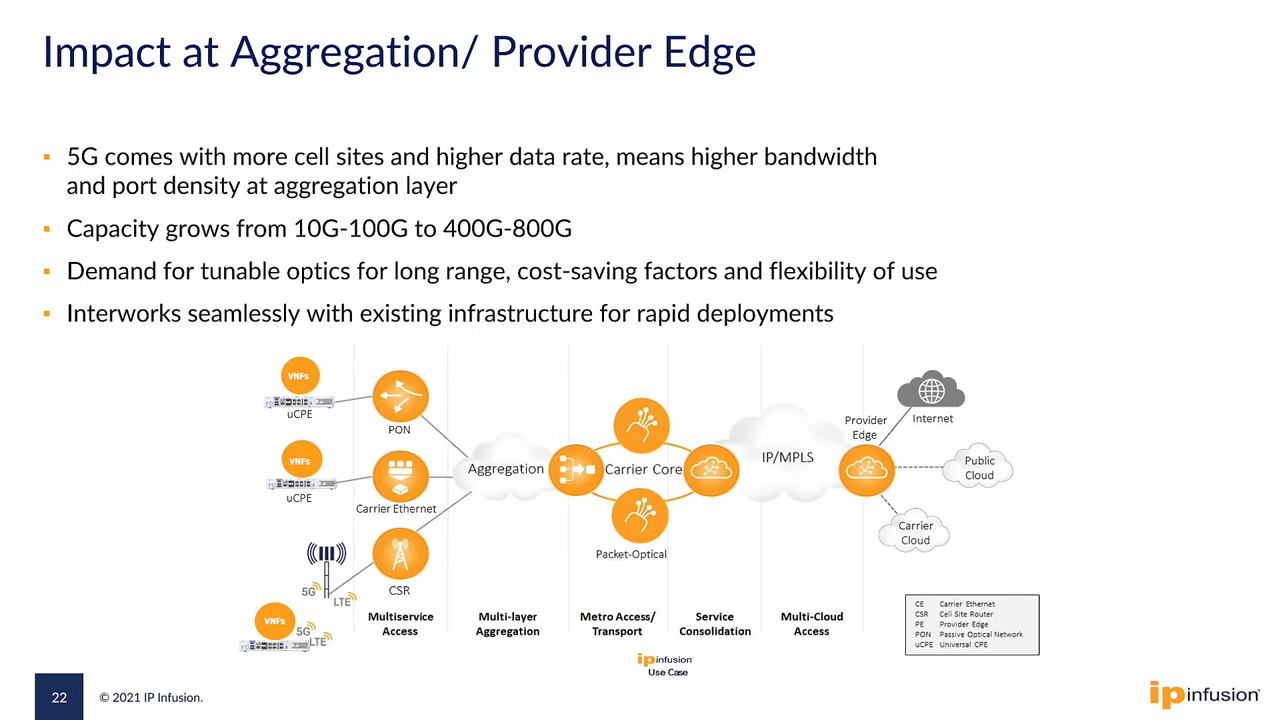 Impact at Aggregation/ Provider Edge
5G comes with more cell sites and higher data rate, means higher bandwidth
and port density at aggregation layer
Capacity grows from 10G-100G to 400G-800G
Demand for tunable optics for long range, cost-saving factors and flexibility of use
Interworks seamlessly with existing infrastructure for rapid deployments
VNFs
uCPE
PON
VNFs
uCPE
Carrier Ethernet
5G
LTE
CSR
VNFs
5G
LTE
Aggregation
Carrier Core
Packet-Optical
IP/MPLS
Provider
Edge
Internet
Public
Cloud
Carrier
Cloud
Multiservice
Access
Multi-layer
Aggregation
Metro Access/
Transport
Service
Consolidation
Multi-Cloud
Access
CE Carrier Ethernet
CSR Cell Site Router
PE Provider Edge
PON Passive Optical Network
uCPE Universal CPE
ipinfusion™
Use Case
22
© 2021 IP Infusion.
ipinfusion™